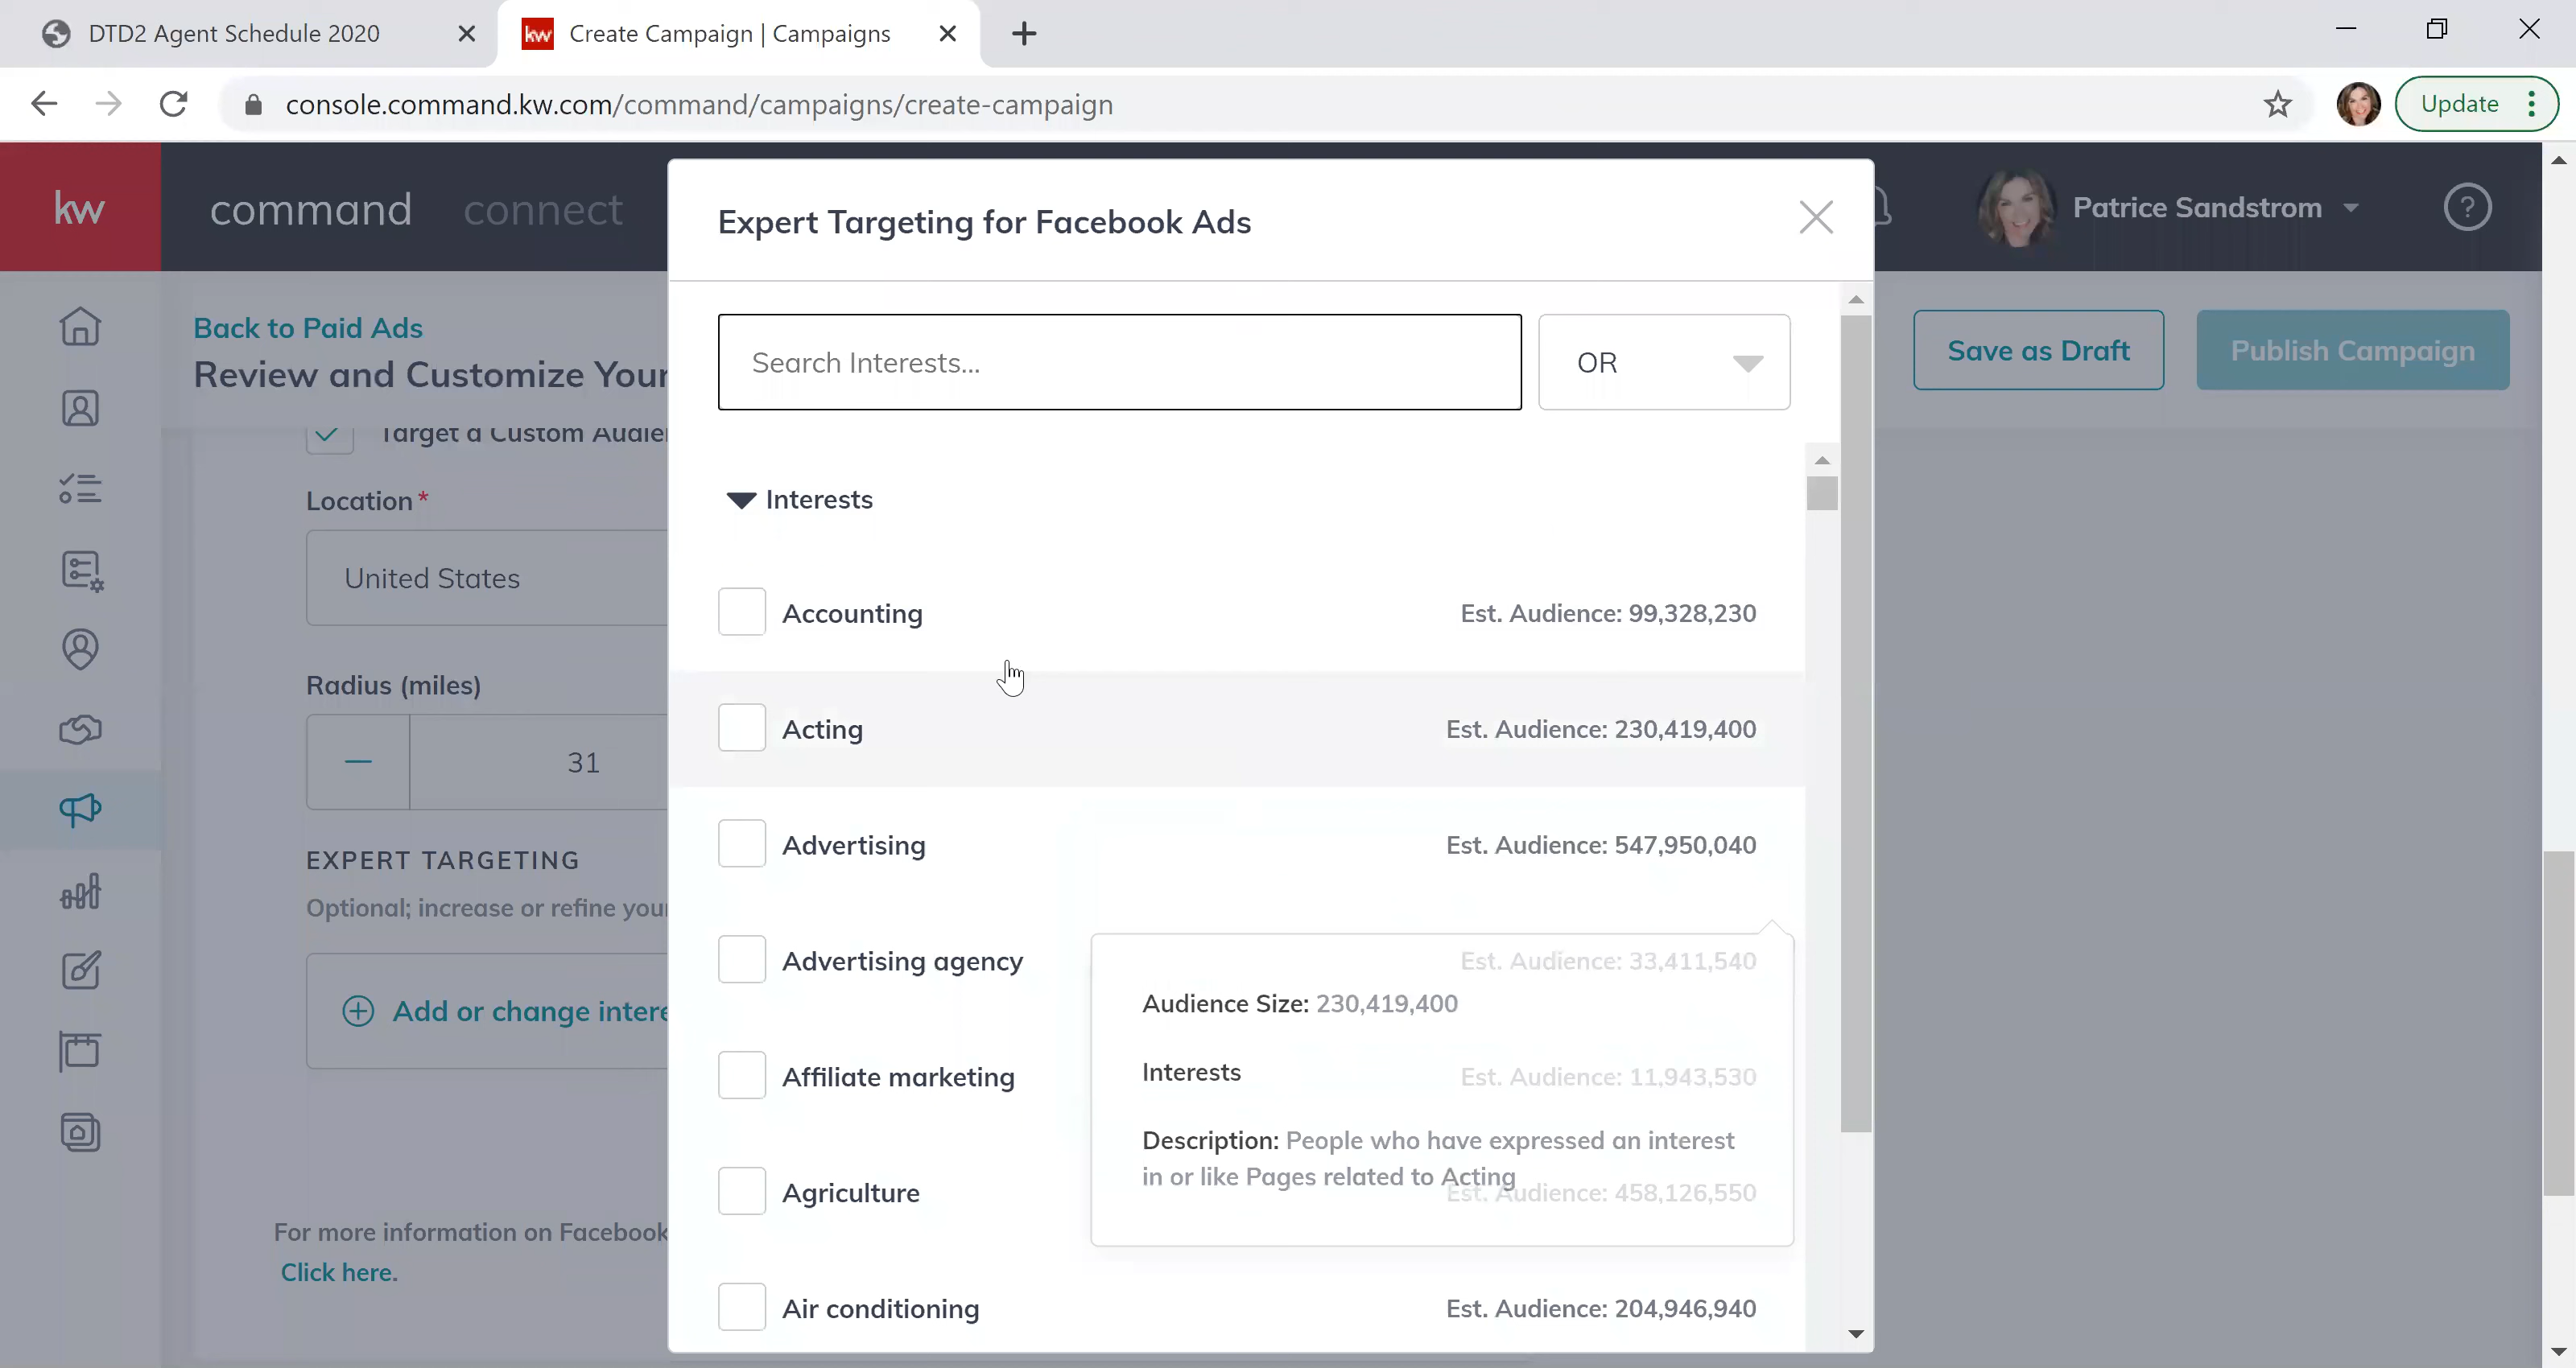 DTD2 Agent Schedule 2020
kw Create Campaign | Campaigns
console.command.kw.com/command/campaigns/create-campaign
Update
kw
command connect
Patrice Sandstrom
?
Back to Paid Ads
Review and Customize Your
Save as Draft
Publish Campaign
Target a Custom
Location *
United States
Radius (miles)
31
EXPERT TARGETING
Optional; increase or refine
Add or change
For more information on Facebook
Click here.
Expert Targeting for Facebook Ads
Search Interests...
OR
Interests
Accounting Est. Audience: 99,328,230
Acting Est. Audience: 230,419,400
Advertising Est. Audience: 547,950,040
Advertising agency Est. Audience: 33,411,540
Audience Size: 230,419,400
Interests
Affiliate marketing Est. Audience: 11,943,530
Description: People who have expressed an interest
in or like Pages related to Acting
Agriculture Est. Audience: 458,126,550
Air conditioning Est. Audience: 204,946,940